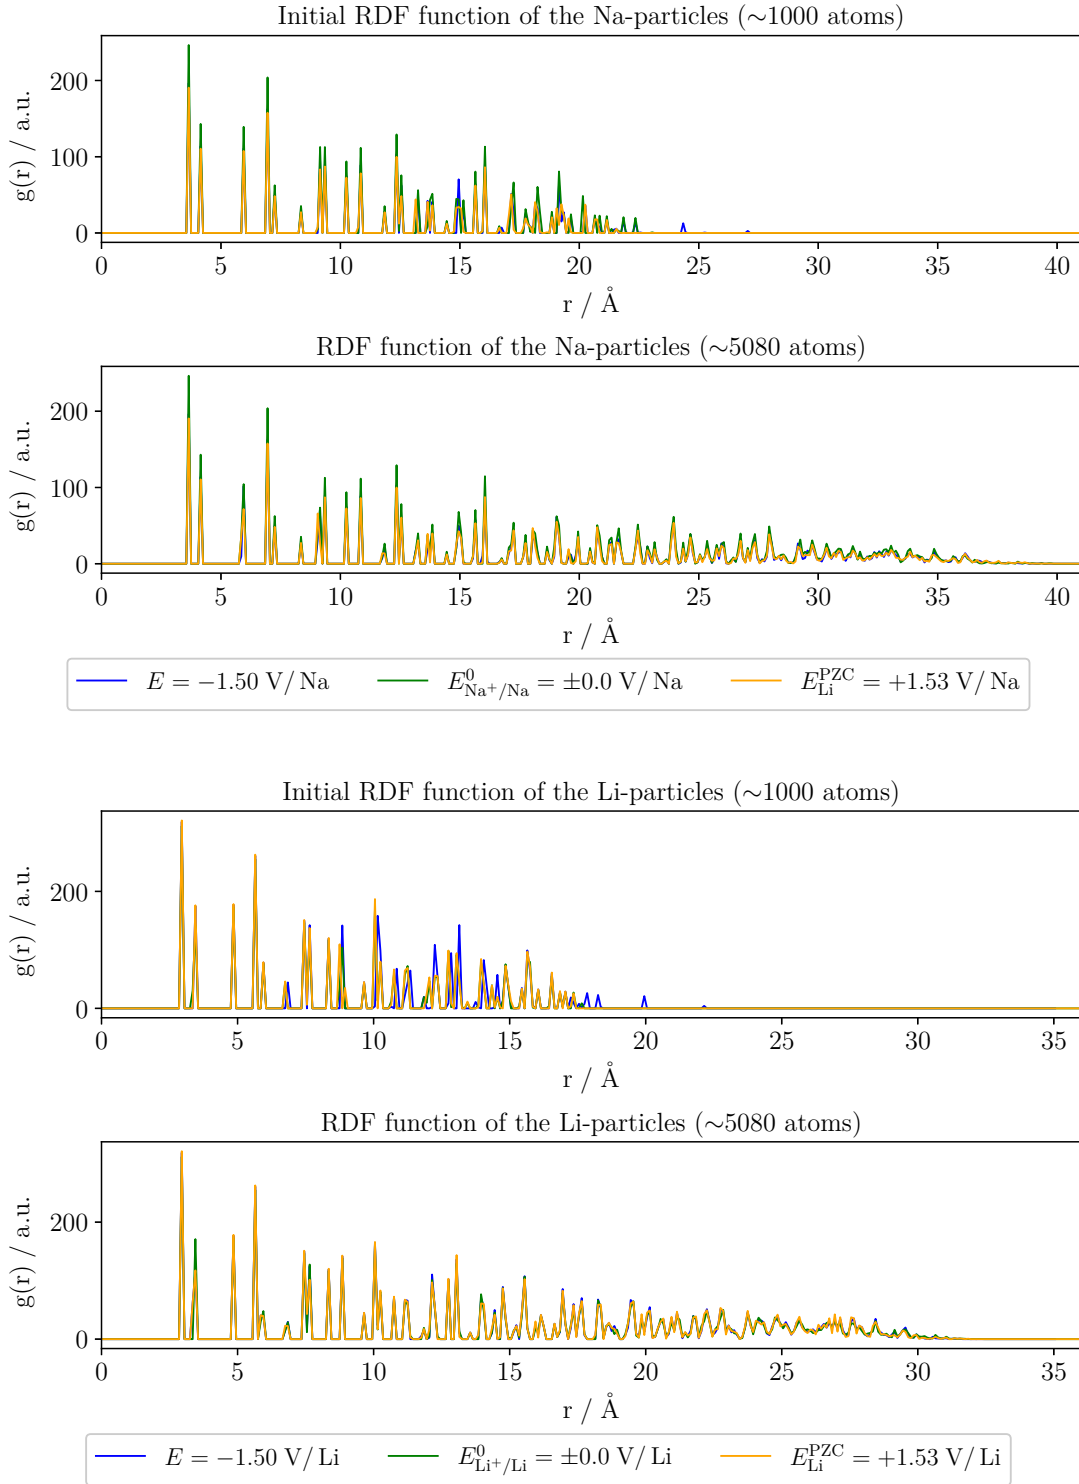 Initial RDF function of the Na-particles (~1000 atoms)
200
100
0
g(r) / a.u.
0 5 10 15 20 25 30 35 40
r / Å
RDF function of the Na-particles (~5080 atoms)
200
100
0
g(r) / a.u.
0 5 10 15 20 25 30 35 40
r / Å
E = −1.50 V/ Na E⁰_Na⁺/Na = ±0.0 V/ Na E^PZC_Li = +1.53 V/ Na
Initial RDF function of the Li-particles (~1000 atoms)
200
0
g(r) / a.u.
0 5 10 15 20 25 30 35
r / Å
RDF function of the Li-particles (~5080 atoms)
200
0
g(r) / a.u.
0 5 10 15 20 25 30 35
r / Å
E = −1.50 V/ Li E⁰_Li⁺/Li = ±0.0 V/ Li E^PZC_Li = +1.53 V/ Li